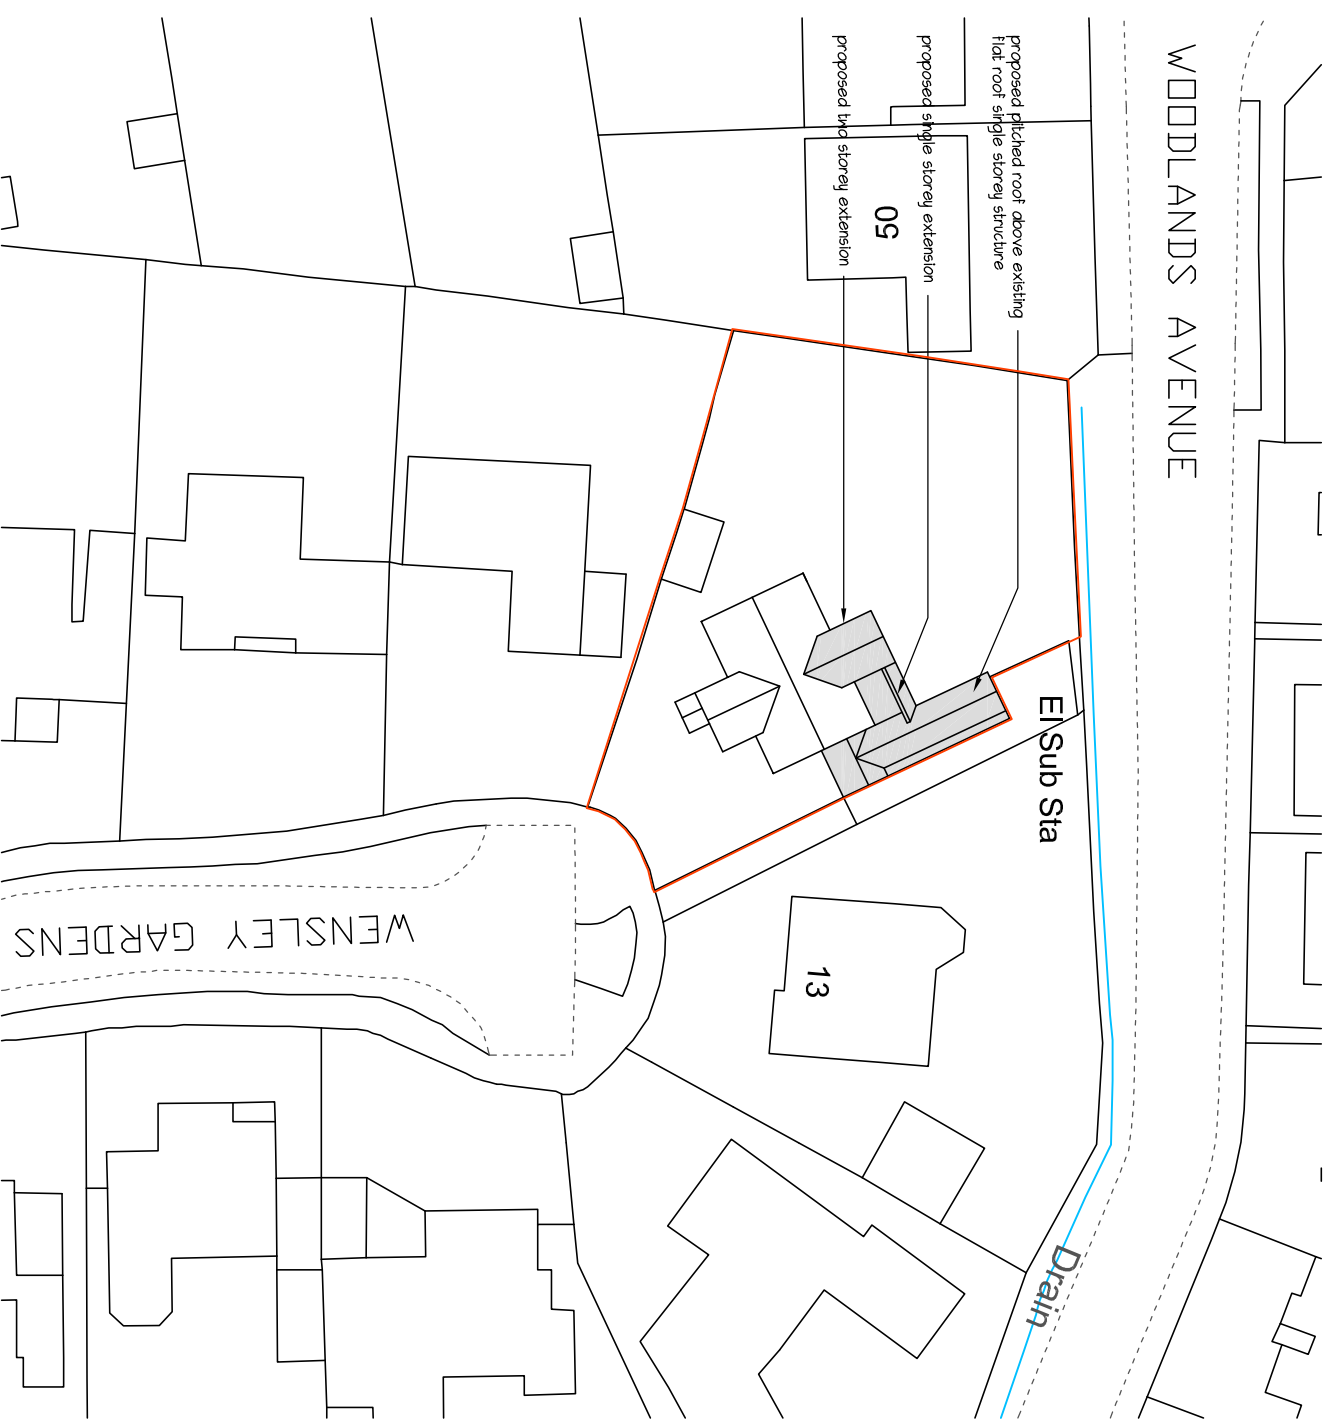 WOODLANDS AVENUE
proposed pitched roof above existing
flat roof single storey structure
proposed single storey extension
proposed two storey extension
50
El Sub Sta
13
WENSLEY GARDENS
Drain